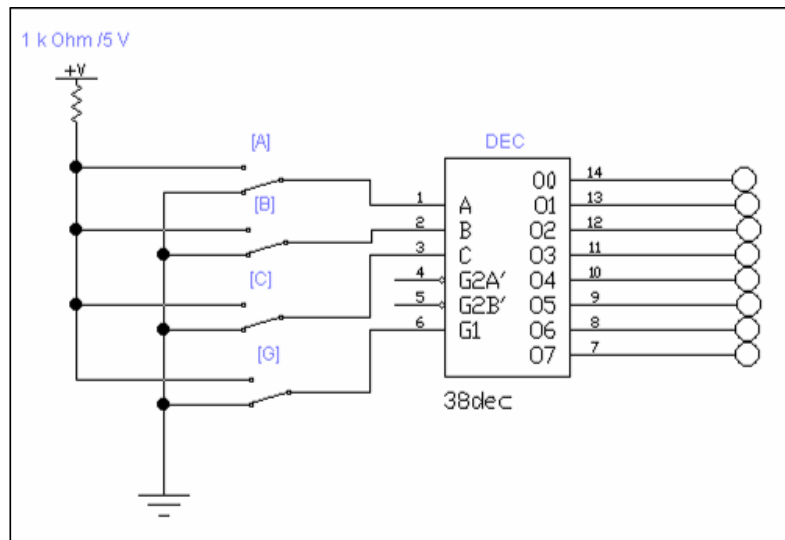 1 k Ohm /5 V
+V
[A]
[B]
[C]
[G]
DEC
1 A
2 B
3 C
4 G2A'
5 G2B'
6 G1
O0 14
O1 13
O2 12
O3 11
O4 10
O5 9
O6 8
O7 7
38dec